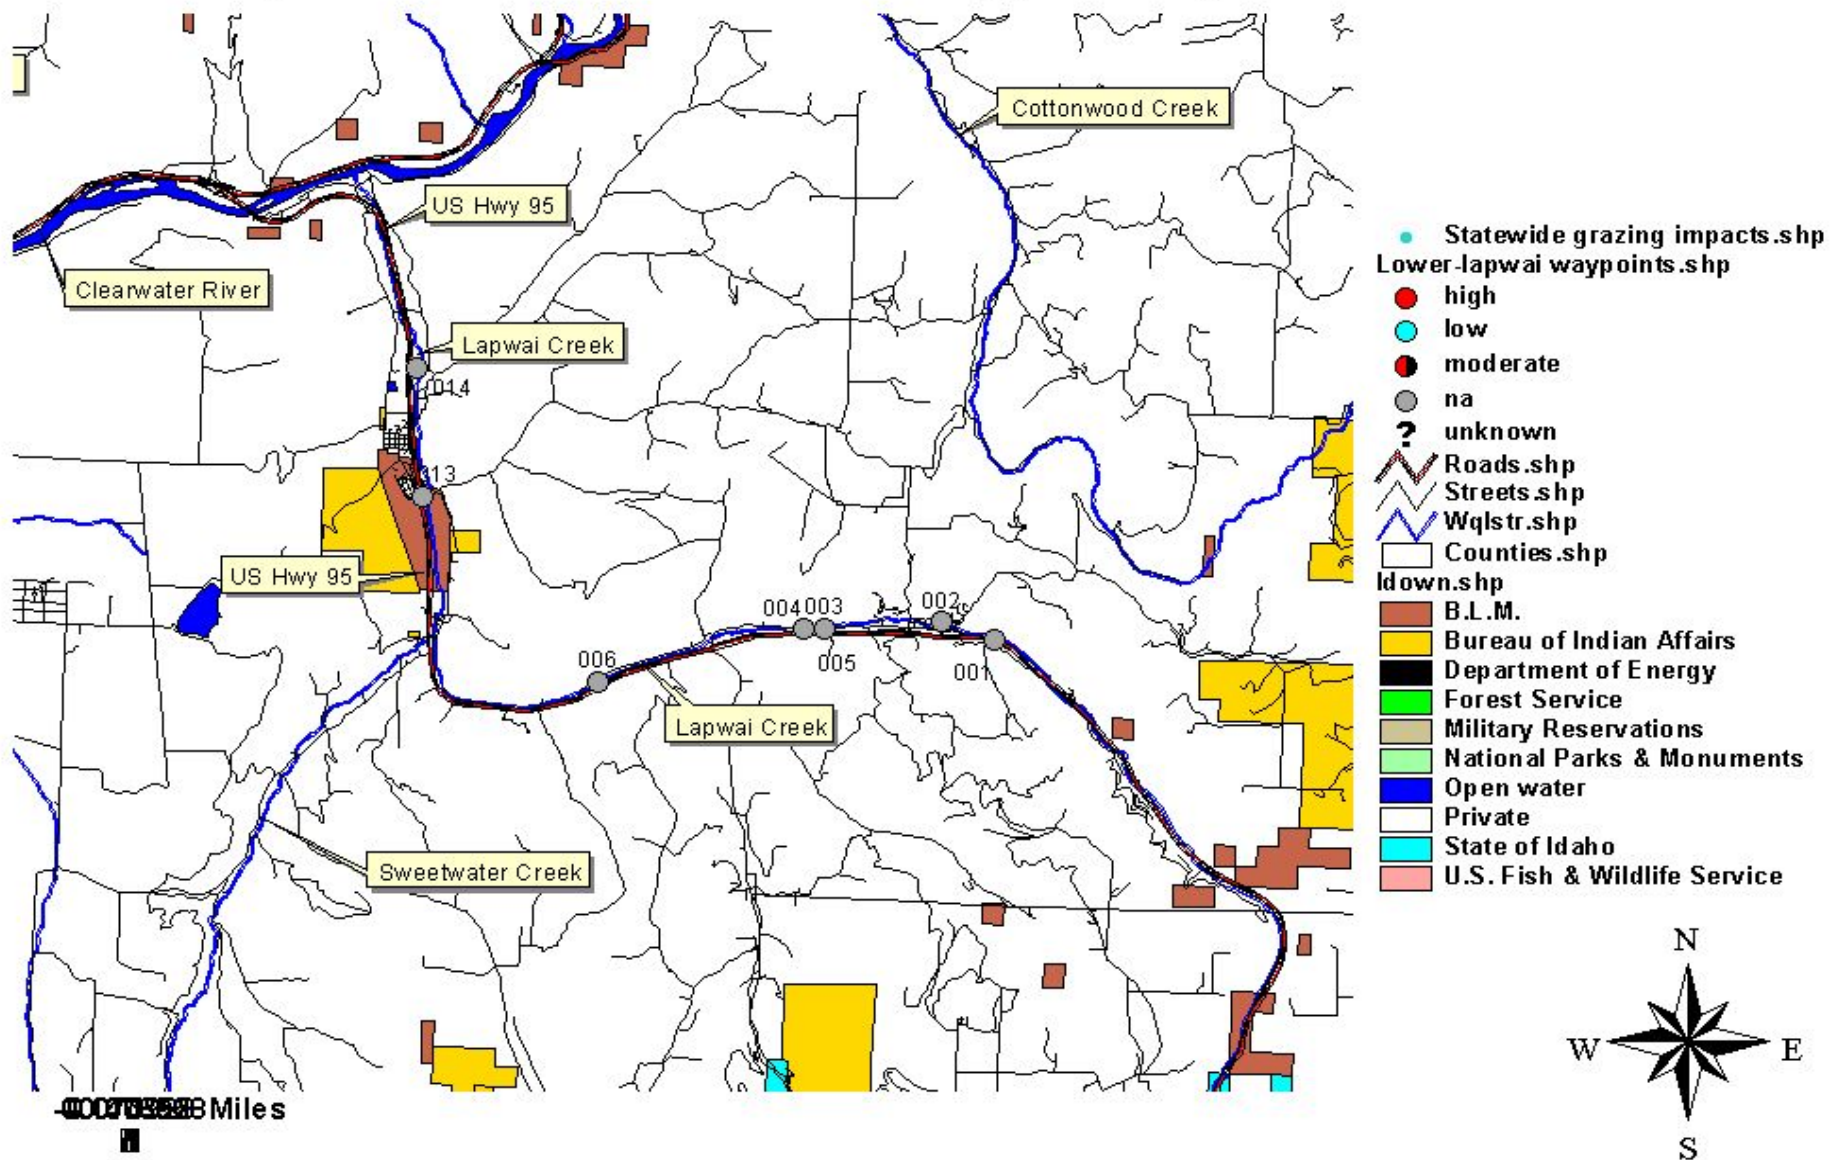 Cottonwood Creek
US Hwy 95
Clearwater River
Lapwai Creek
014
13
US Hwy 95
004
003
002
005
001
006
Lapwai Creek
Sweetwater Creek
Miles
Statewide grazing impacts.shp
Lower-lapwai waypoints.shp
high
low
moderate
na
? unknown
Roads.shp
Streets.shp
Wqlstr.shp
Counties.shp
Idown.shp
B.L.M.
Bureau of Indian Affairs
Department of Energy
Forest Service
Military Reservations
National Parks & Monuments
Open water
Private
State of Idaho
U.S. Fish & Wildlife Service
N
W
E
S